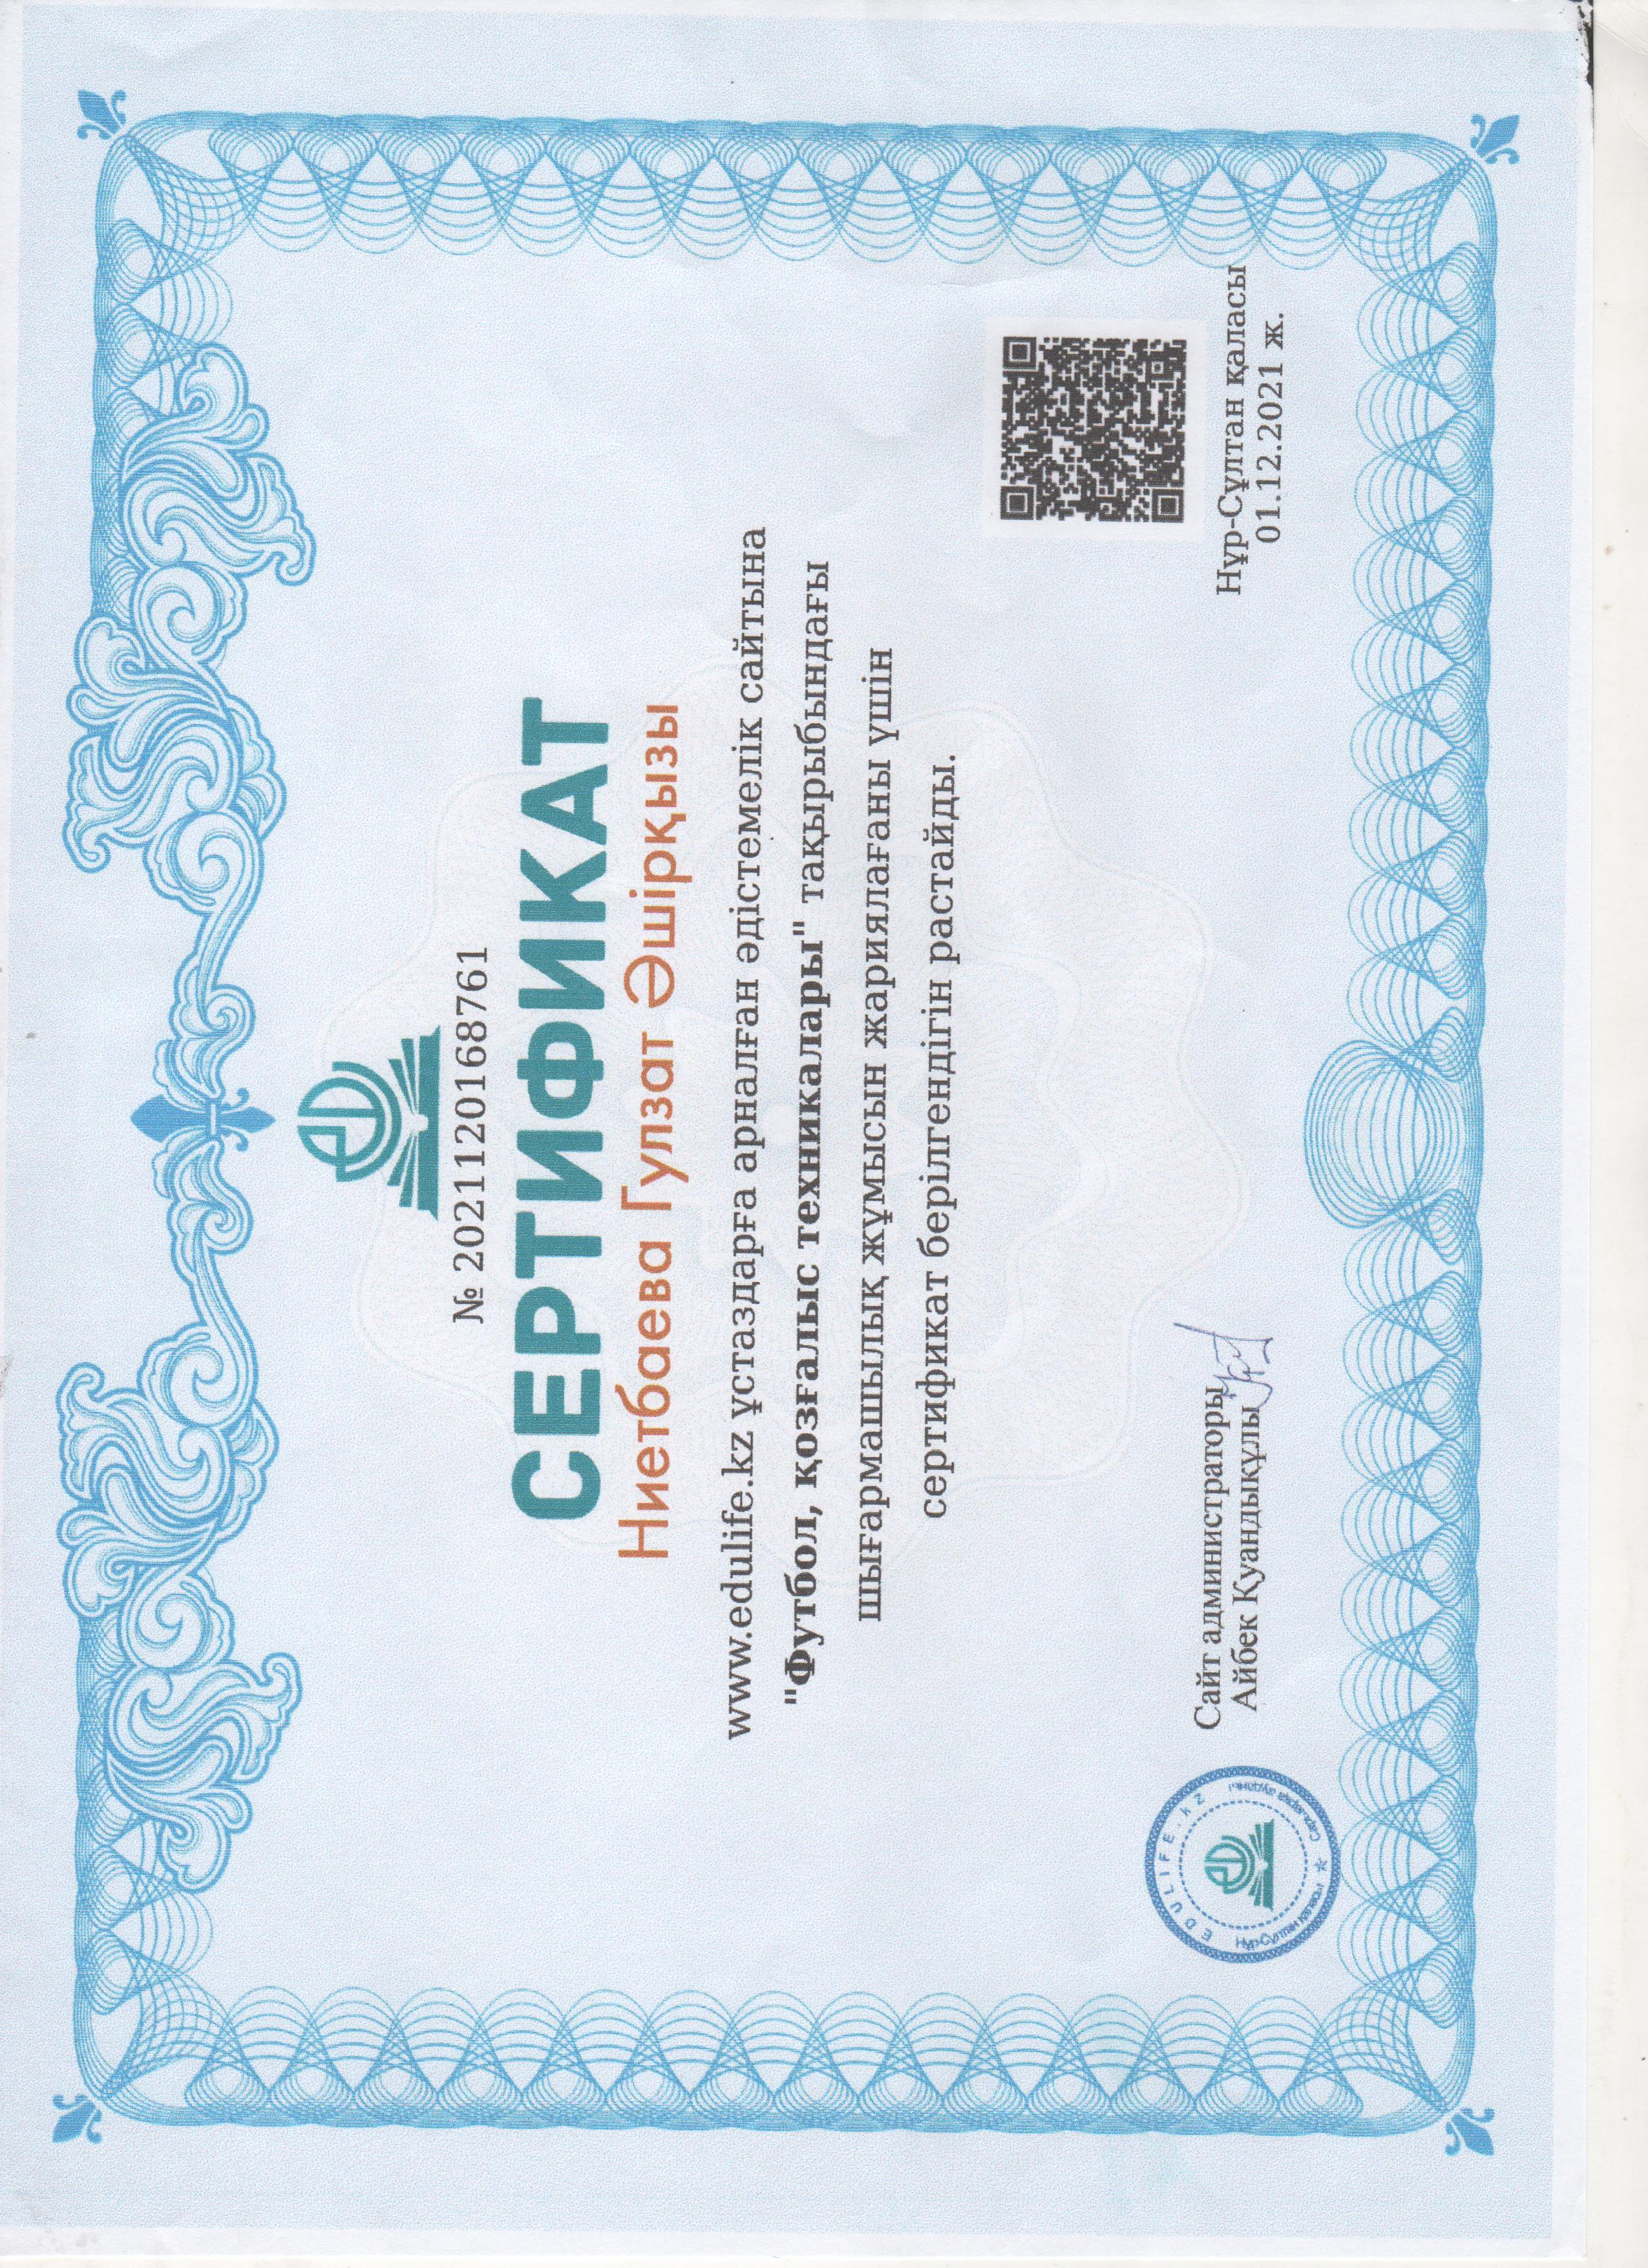 № 2021120168761
СЕРТИФИКАТ
Ниетбаева Гулзат Әшірқызы
www.edulife.kz ұстаздарға арналған әдістемелік сайтына
"Футбол, қозғалыс техникалары" тақырыбындағы
шығармашылық жұмысын жариялағаны үшін
сертификат берілгендігін растайды.
EDULIFE.kz
Нұр-Сұлтан қаласы
Сарыарқа ауданы
Сайт администраторы
Айбек Қуандықұлы
Нұр-Сұлтан қаласы
01.12.2021 ж.